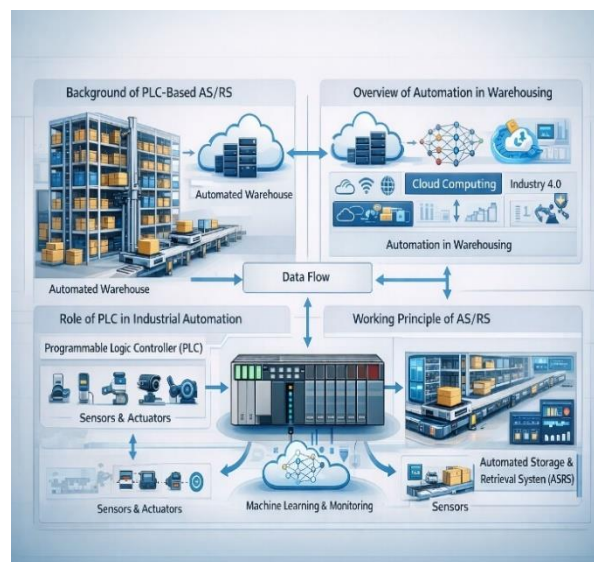 Background of PLC-Based AS/RS
Automated Warehouse
Automated Warehouse
Overview of Automation in Warehousing
Cloud Computing
Industry 4.0
Automation in Warehousing
Data Flow
Role of PLC in Industrial Automation
Programmable Logic Controller (PLC)
Sensors & Actuators
Sensors & Actuators
Machine Learning & Monitoring
Working Principle of AS/RS
Automated Storage &
Retrieval Systen (ASRS)
Sensors